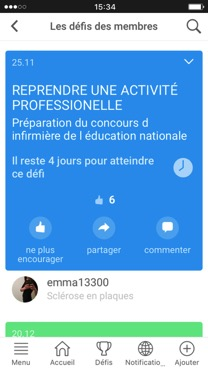 15:34
Les défis des membres
25.11
REPRENDRE UNE ACTIVITÉ
PROFESSIONELLE
Préparation du concours d
infirmière de l éducation nationale
Il reste 4 jours pour atteindre
ce défi
6
ne plus
encourager
partager
commenter
emma13300
Sclérose en plaques
20.12
Menu
Accueil
Défis
Notificatio...
Ajouter